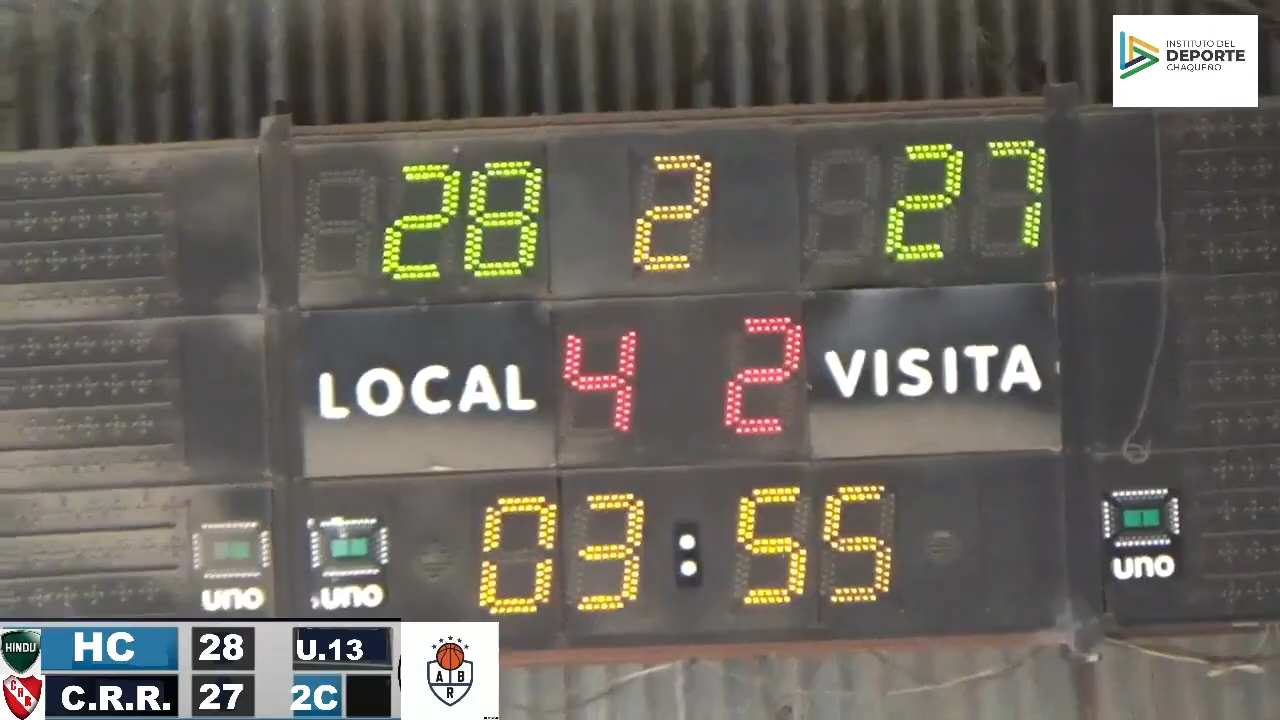 INSTITUTO DEL
DEPORTE
CHAQUEÑO
28 2 27
LOCAL 4 2 VISITA
03:55
uno uno uno
HINDU HC 28 U.13
C.R.R. C.R.R. 27 2C
A B
R